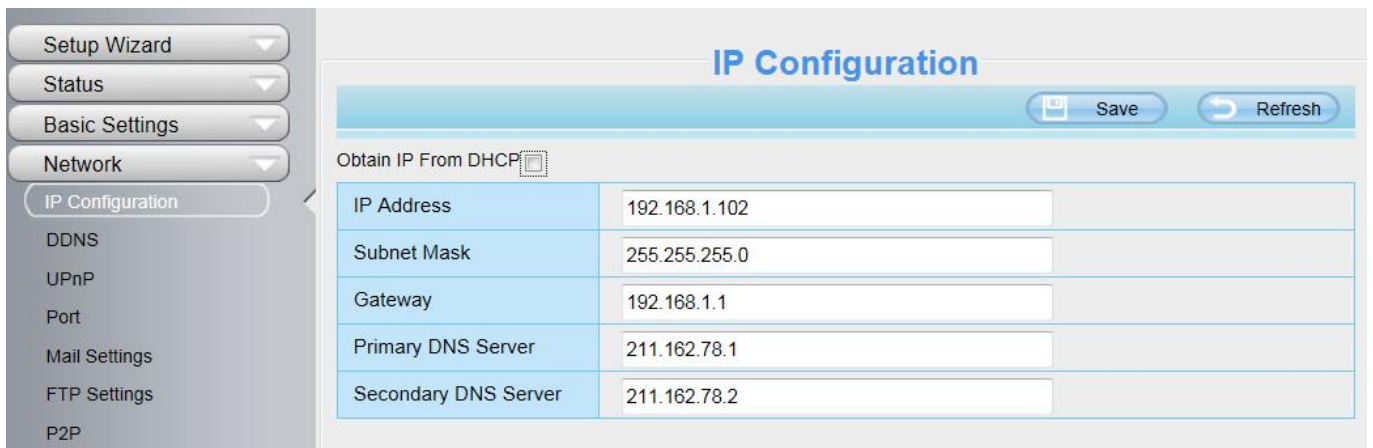 Setup Wizard
Status
Basic Settings
Network
IP Configuration
DDNS
UPnP
Port
Mail Settings
FTP Settings
P2P
IP Configuration
Save Refresh
Obtain IP From DHCP
IP Address 192.168.1.102
Subnet Mask 255.255.255.0
Gateway 192.168.1.1
Primary DNS Server 211.162.78.1
Secondary DNS Server 211.162.78.2